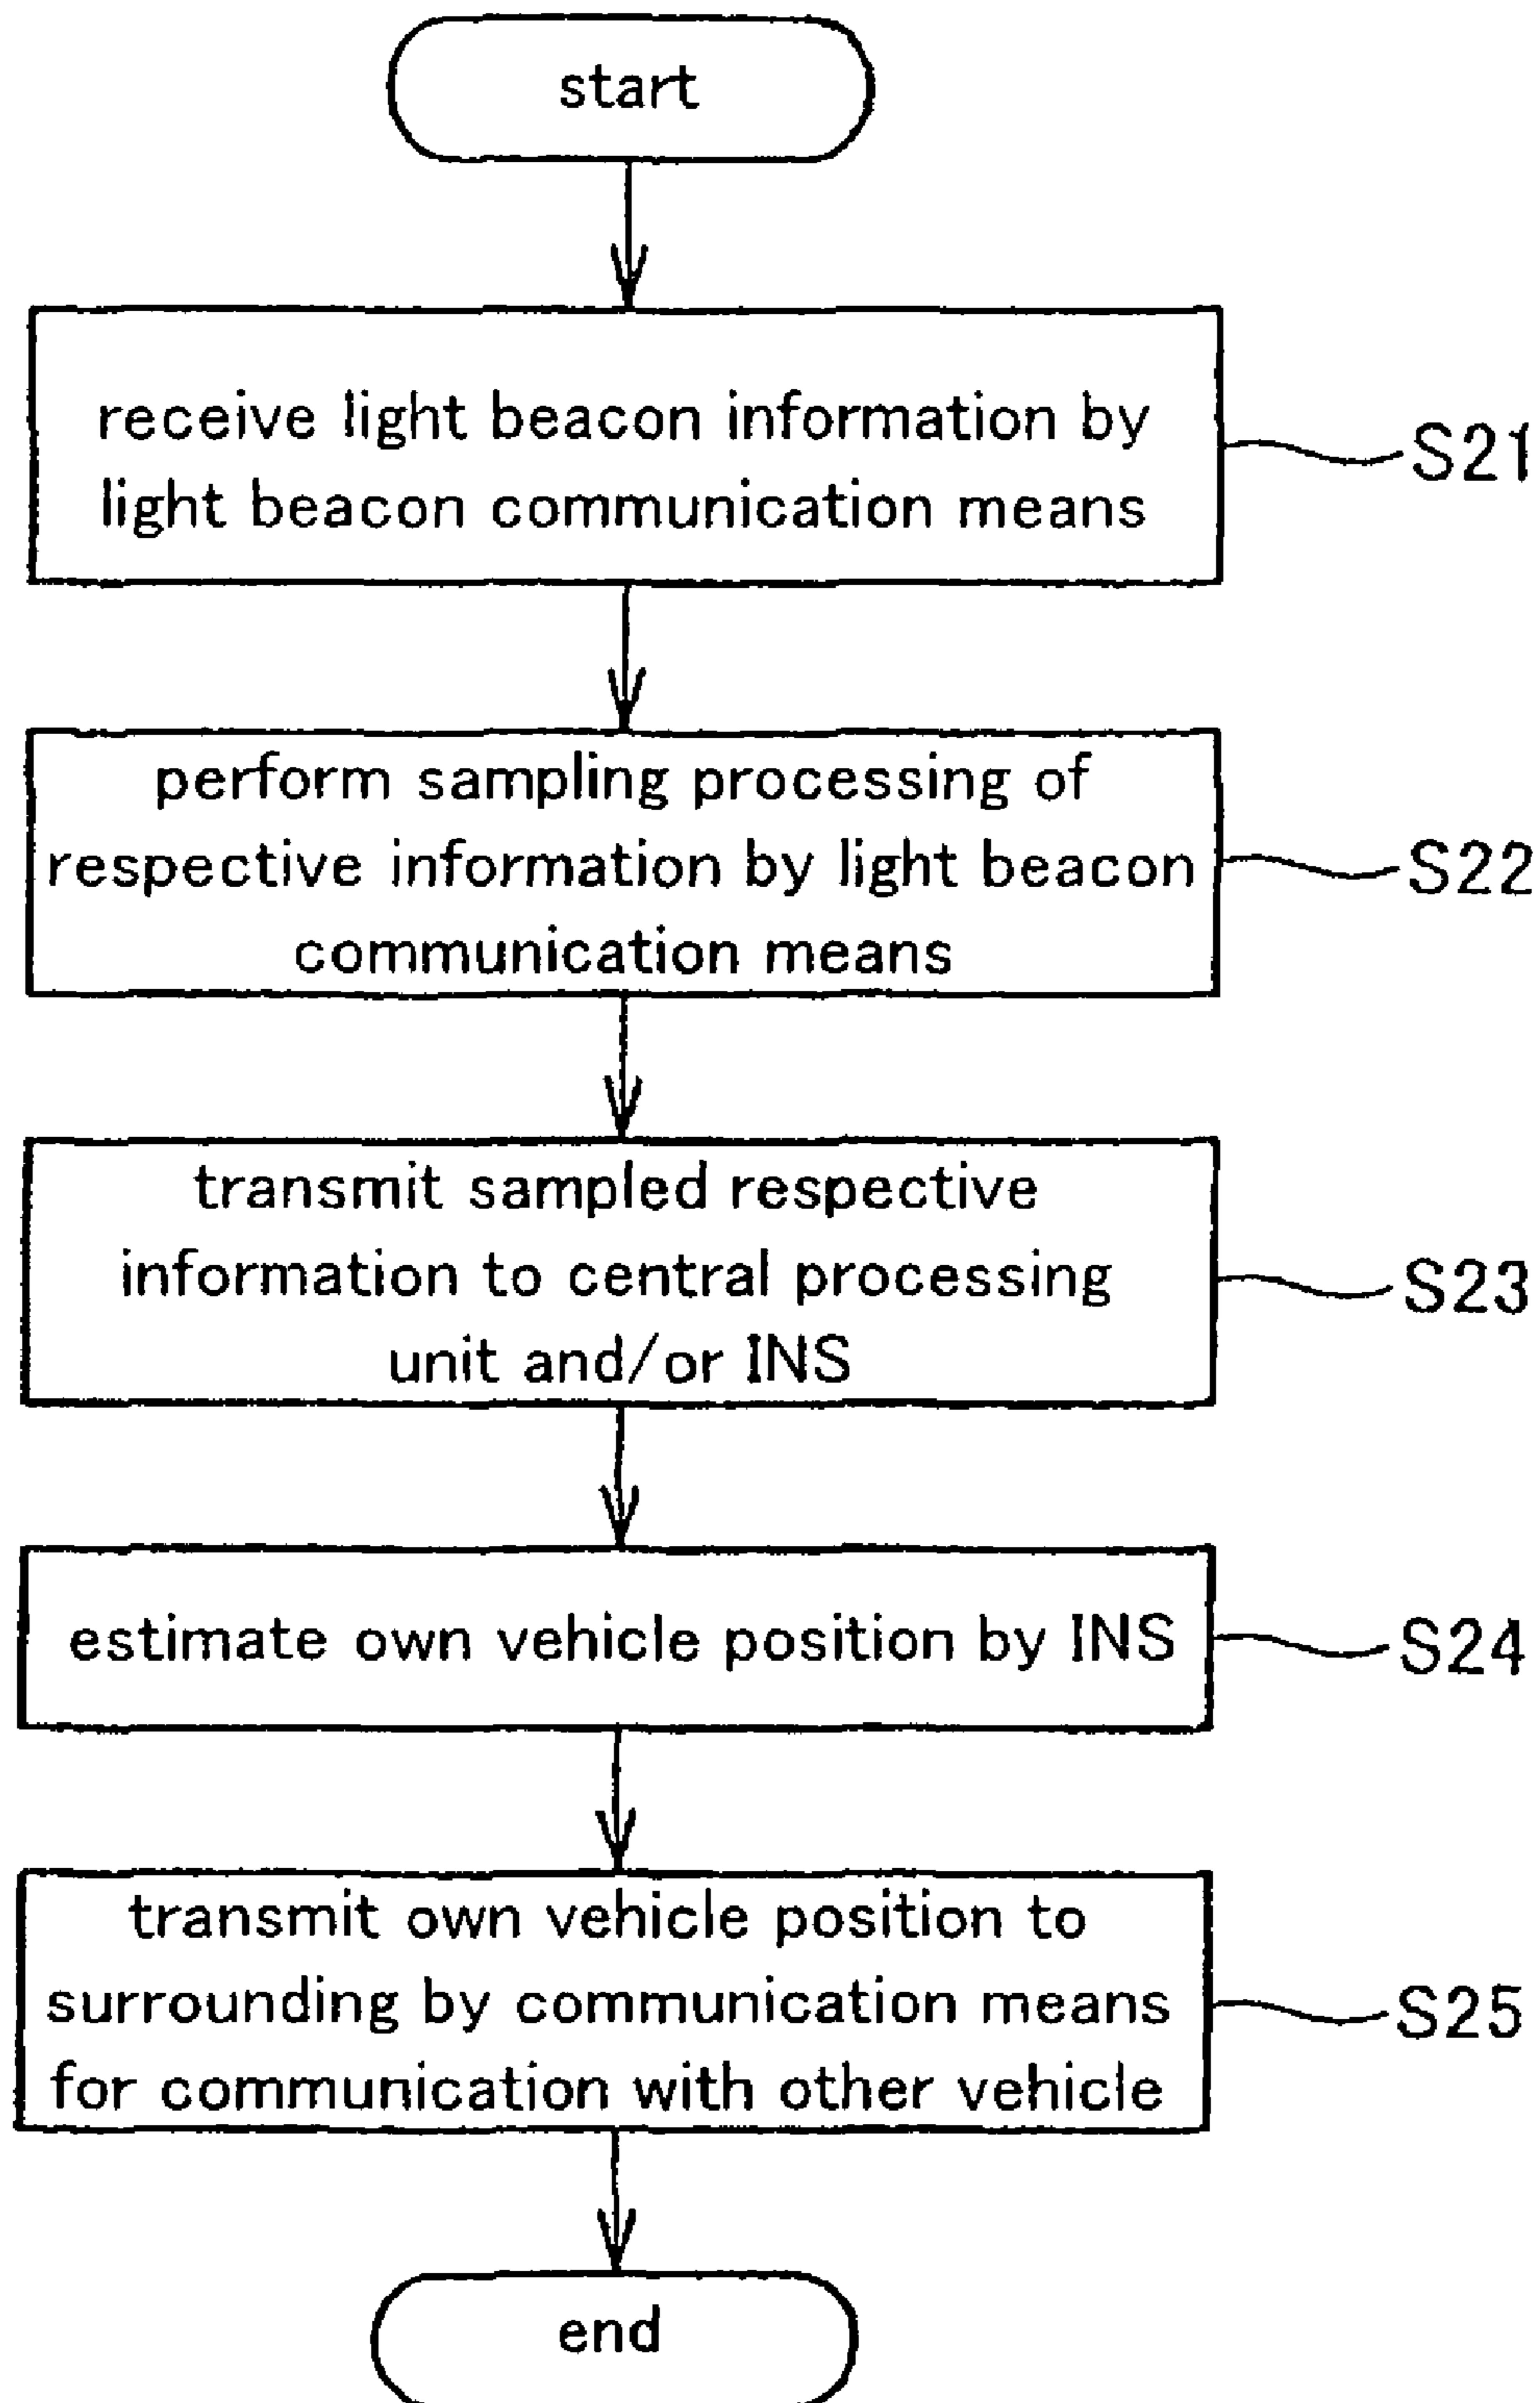 start
receive light beacon information by
light beacon communication means
S21
perform sampling processing of
respective information by light beacon
communication means
S22
transmit sampled respective
information to central processing
unit and/or INS
S23
estimate own vehicle position by INS
S24
transmit own vehicle position to
surrounding by communication means
for communication with other vehicle
S25
end